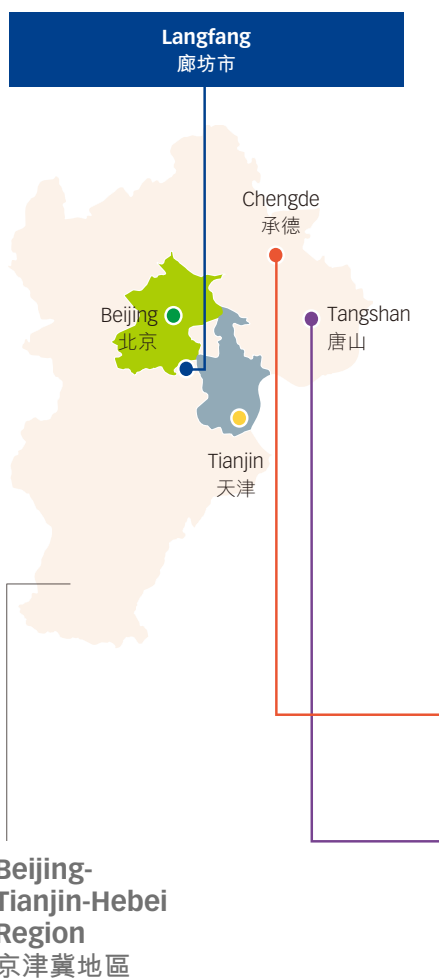 Langfang
廊坊市
Chengde
承德
Beijing
北京
Tangshan
唐山
Tianjin
天津
Beijing-
Tianjin-Hebei
Region
京津冀地區